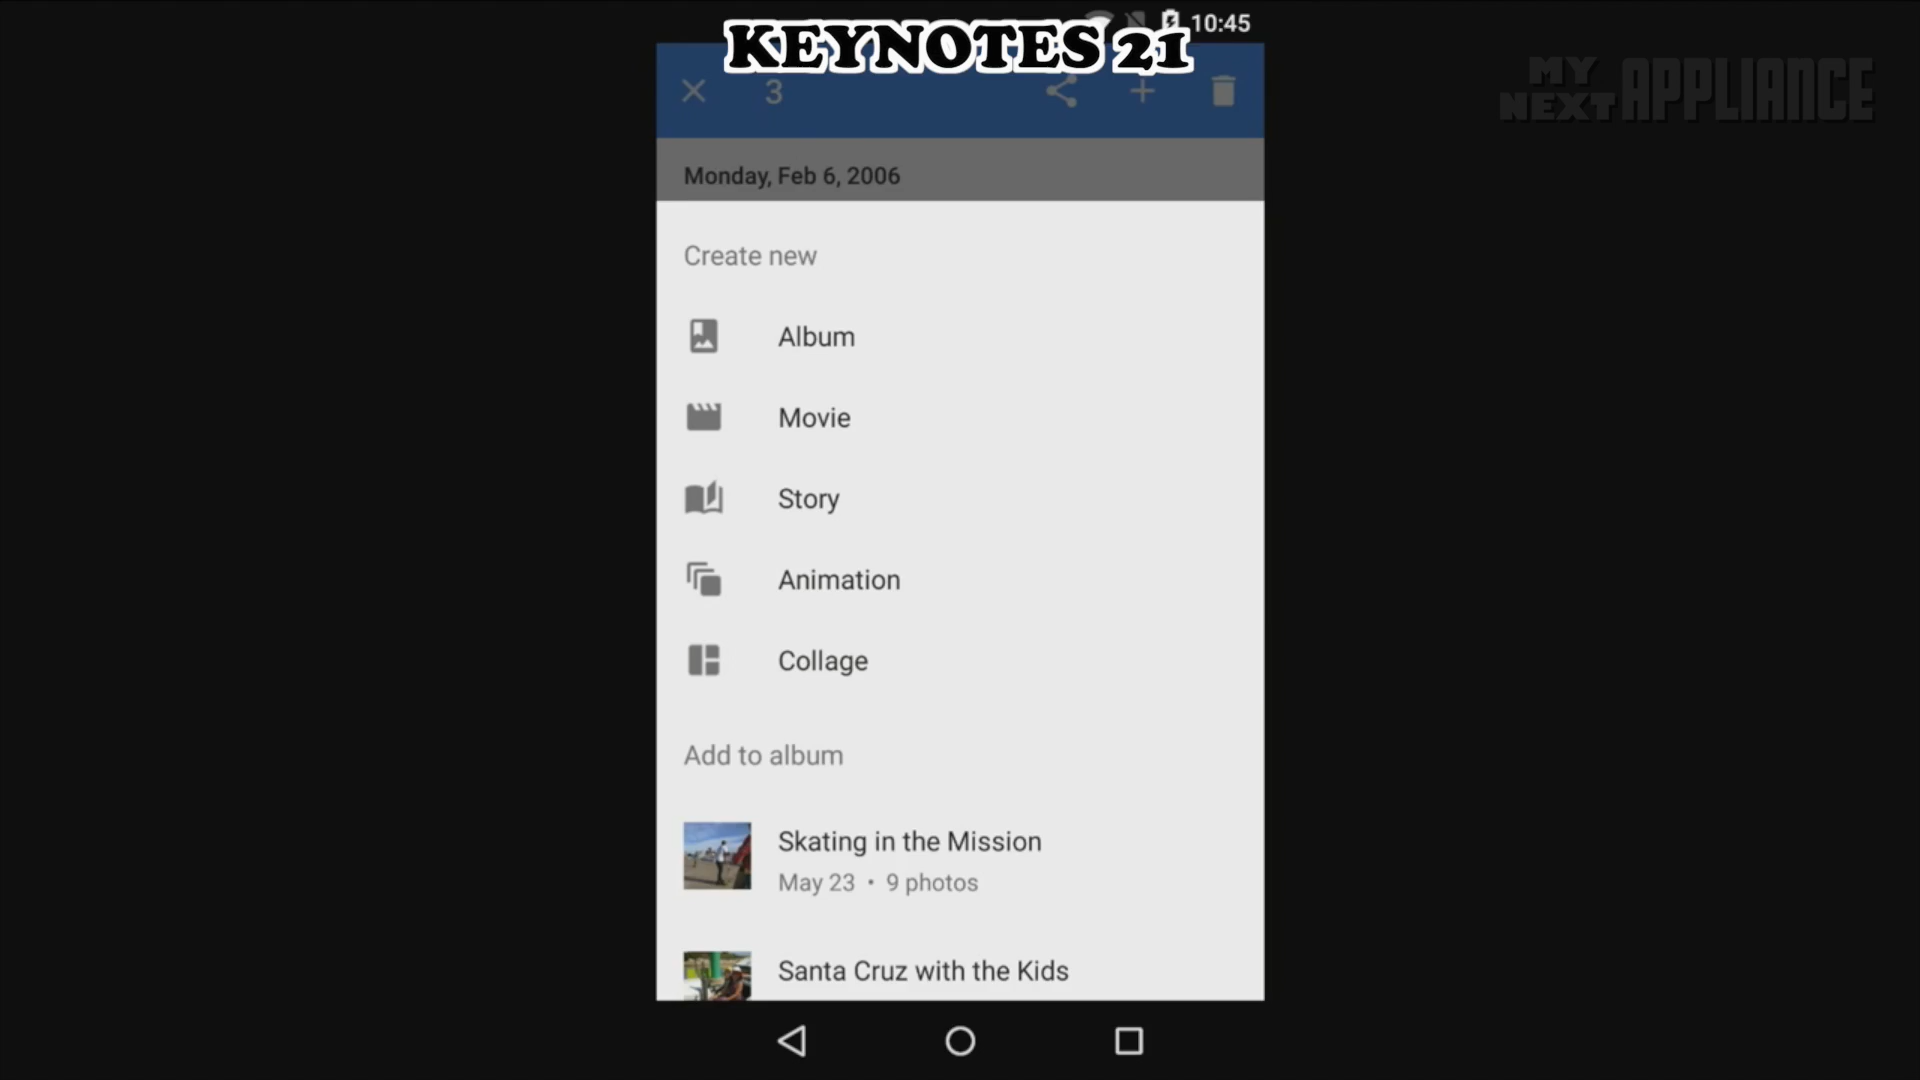 10:45
KEYNOTES 21
MY
NEXT APPLIANCE
3
Monday, Feb 6, 2006
Create new
Album
Movie
Story
Animation
Collage
Add to album
Skating in the Mission
May 23 • 9 photos
Santa Cruz with the Kids